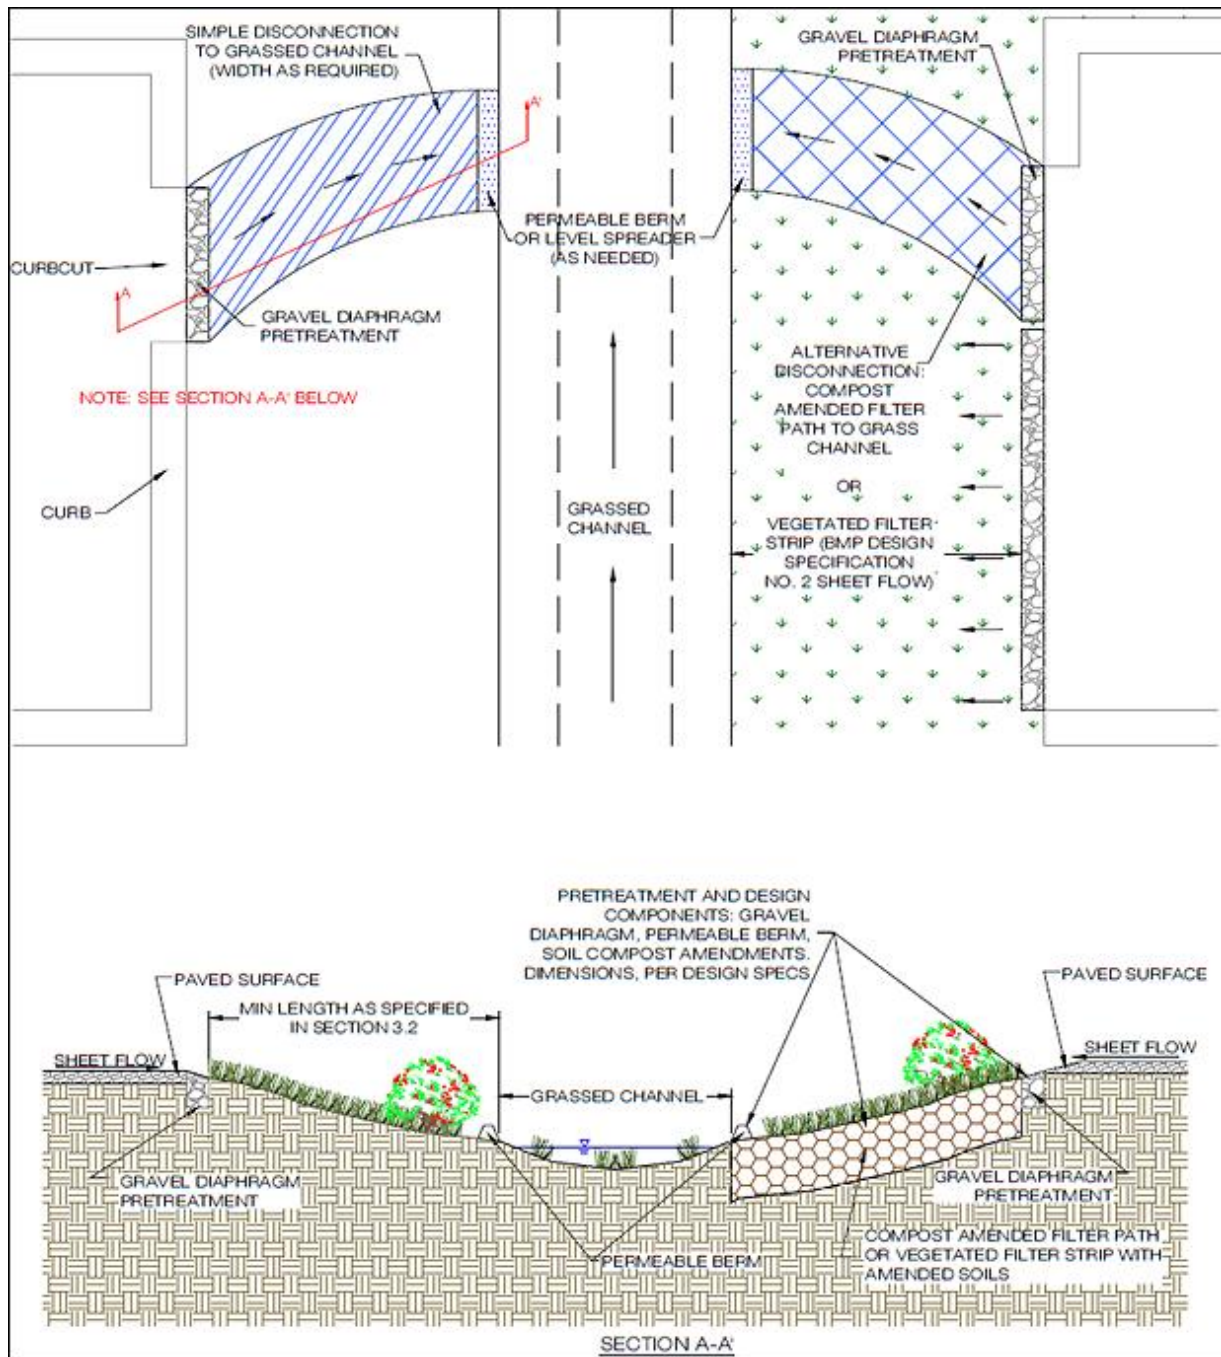 SIMPLE DISCONNECTION
TO GRASSED CHANNEL
(WIDTH AS REQUIRED)
GRAVEL DIAPHRAGM
PRETREATMENT
A'
PERMEABLE BERM
OR LEVEL SPREADER
(AS NEEDED)
CURBCUT
A
GRAVEL DIAPHRAGM
PRETREATMENT
NOTE: SEE SECTION A-A' BELOW
ALTERNATIVE
DISCONNECTION:
COMPOST
AMENDED FILTER
PATH TO GRASS
CHANNEL
OR
CURB
GRASSED
CHANNEL
VEGETATED FILTER
STRIP (BMP DESIGN
SPECIFICATION
NO. 2 SHEET FLOW)
PRETREATMENT AND DESIGN
COMPONENTS: GRAVEL
DIAPHRAGM, PERMEABLE BERM,
SOIL COMPOST AMENDMENTS.
DIMENSIONS, PER DESIGN SPECS
PAVED SURFACE
PAVED SURFACE
MIN LENGTH AS SPECIFIED
IN SECTION 3.2
SHEET FLOW
SHEET FLOW
GRASSED CHANNEL
GRAVEL DIAPHRAGM
PRETREATMENT
GRAVEL DIAPHRAGM
PRETREATMENT
PERMEABLE BERM
COMPOST AMENDED FILTER PATH
OR VEGETATED FILTER STRIP WITH
AMENDED SOILS
SECTION A-A'